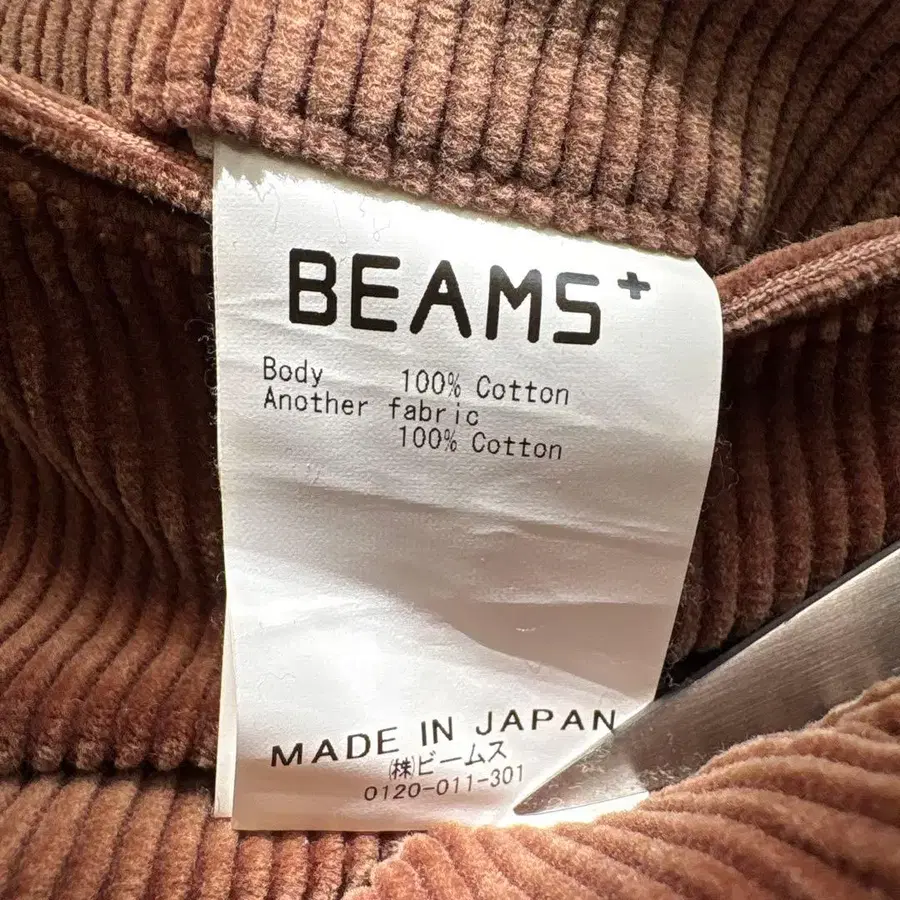 BEAMS+
Body 100% Cotton
Another fabric
100% Cotton
MADE IN JAPAN
㈱ビームス
0120-011-301